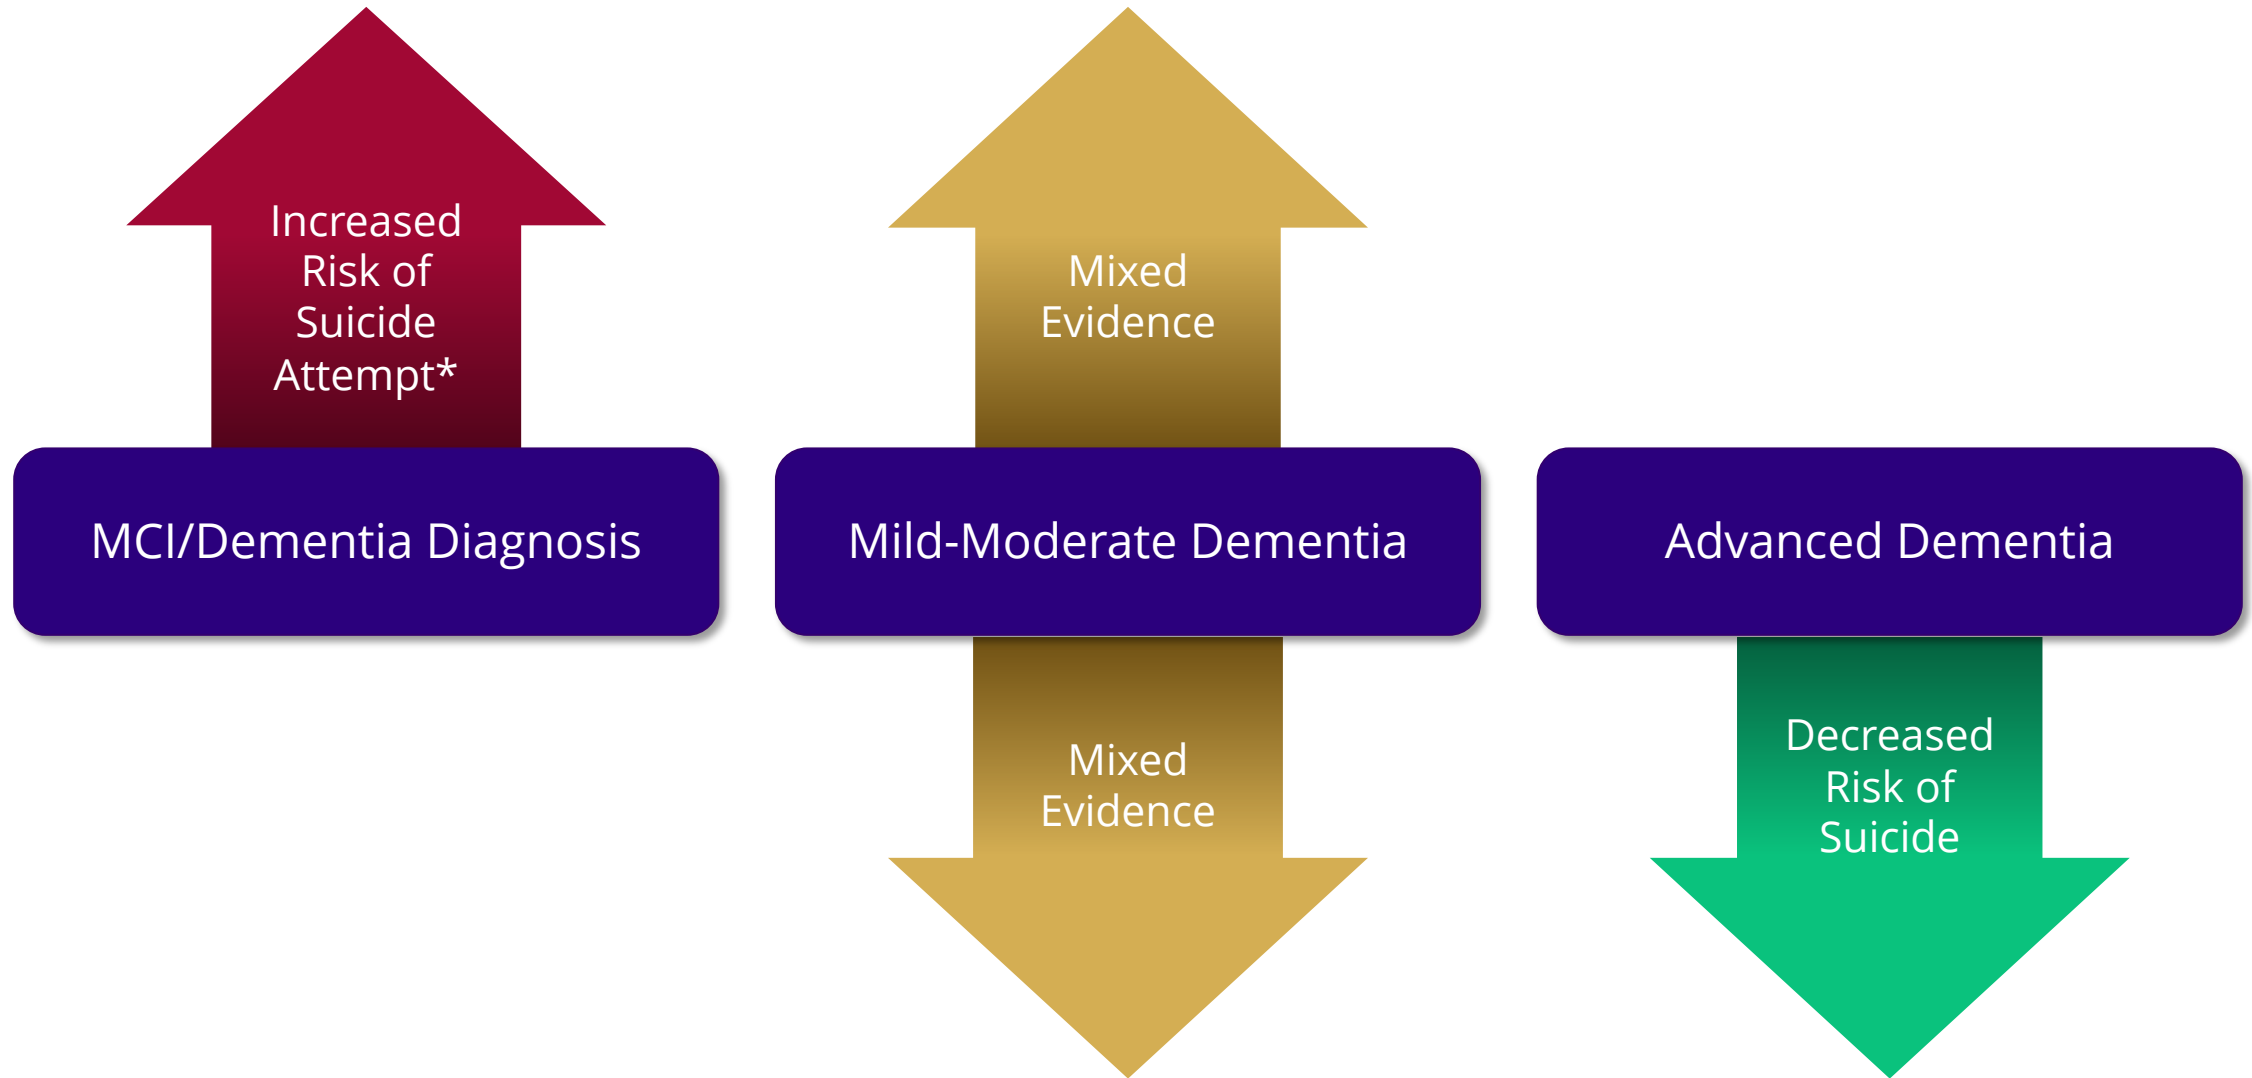 Increased
Risk of
Suicide
Attempt*
MCI/Dementia Diagnosis
Mixed
Evidence
Mild-Moderate Dementia
Mixed
Evidence
Advanced Dementia
Decreased
Risk of
Suicide